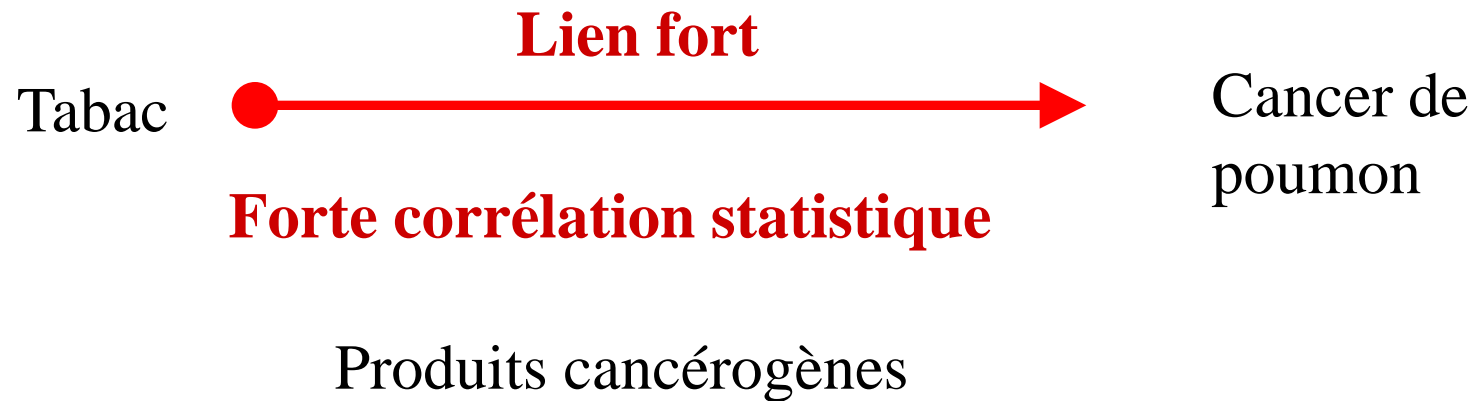 Lien fort
Tabac
Cancer de
poumon
Forte corrélation statistique
Produits cancérogènes